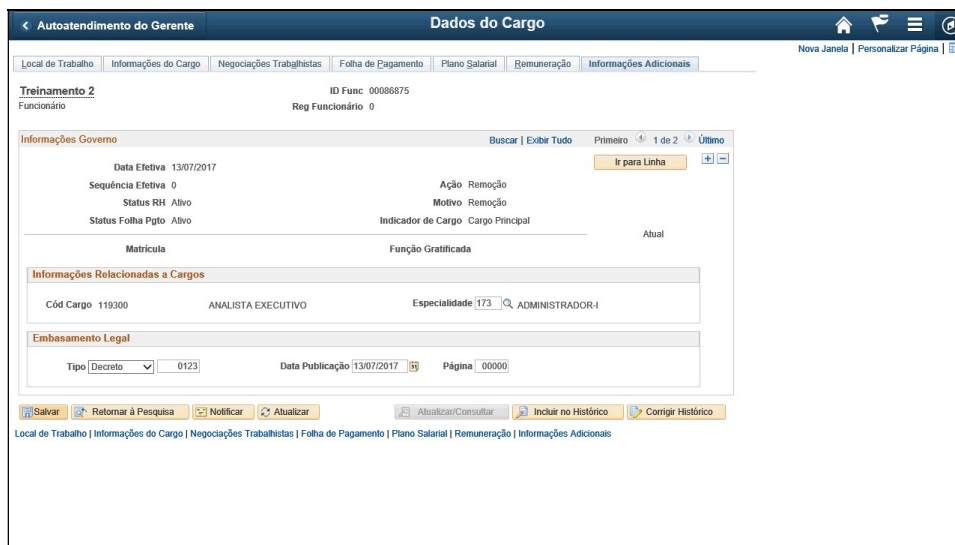 Autoatendimento do Gerente Dados do Cargo
Nova Janela | Personalizar Página |
Local de Trabalho Informações do Cargo Negociações Trabalhistas Folha de Pagamento Plano Salarial Remuneração Informações Adicionais
Treinamento 2 ID Func 00086875
Funcionário Reg Funcionário 0
Informações Governo Buscar | Exibir Tudo Primeiro 1 de 2 Último
Ir para Linha
Data Efetiva 13/07/2017
Sequência Efetiva 0 Ação Remoção
Status RH Ativo Motivo Remoção
Status Folha Pgto Ativo Indicador de Cargo Cargo Principal
Atual
Matrícula Função Gratificada
Informações Relacionadas a Cargos
Cód Cargo 119300 ANALISTA EXECUTIVO Especialidade 173 ADMINISTRADOR-I
Embasamento Legal
Tipo Decreto 0123 Data Publicação 13/07/2017 Página 00000
Salvar Retornar à Pesquisa Notificar Atualizar Atualizar/Consultar Incluir no Histórico Corrigir Histórico
Local de Trabalho | Informações do Cargo | Negociações Trabalhistas | Folha de Pagamento | Plano Salarial | Remuneração | Informações Adicionais